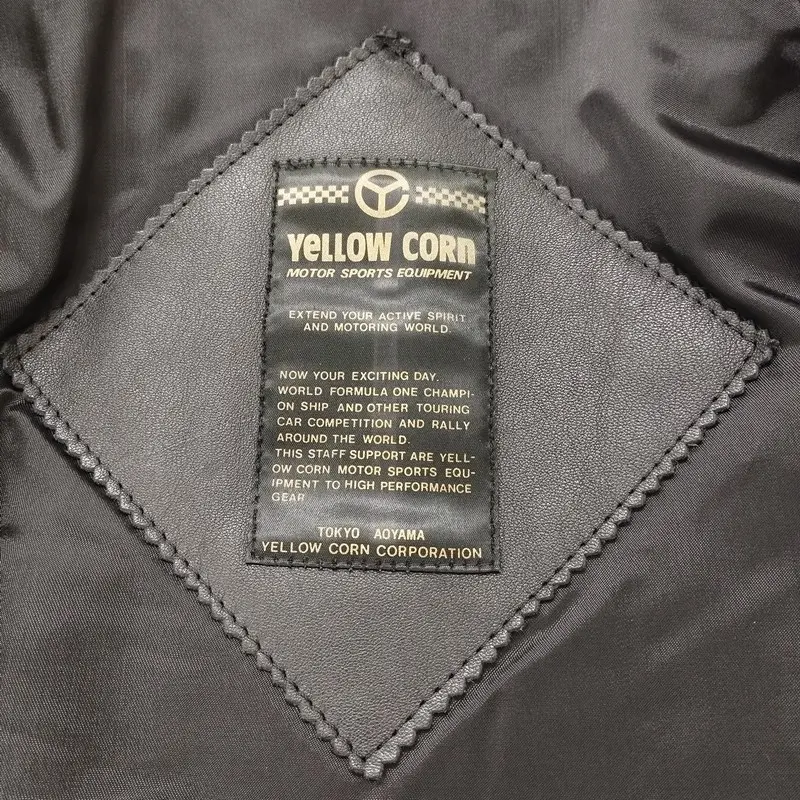 YELLOW CORN
MOTOR SPORTS EQUIPMENT
EXTEND YOUR ACTIVE SPIRIT
AND MOTORING WORLD.
NOW YOUR EXCITING DAY.
WORLD FORMULA ONE CHAMPI-
ON SHIP AND OTHER TOURING
CAR COMPETITION AND RALLY
AROUND THE WORLD.
THIS STAFF SUPPORT ARE YELL-
OW CORN MOTOR SPORTS EQU-
IPMENT TO HIGH PERFORMANCE
GEAR
TOKYO AOYAMA
YELLOW CORN CORPORATION